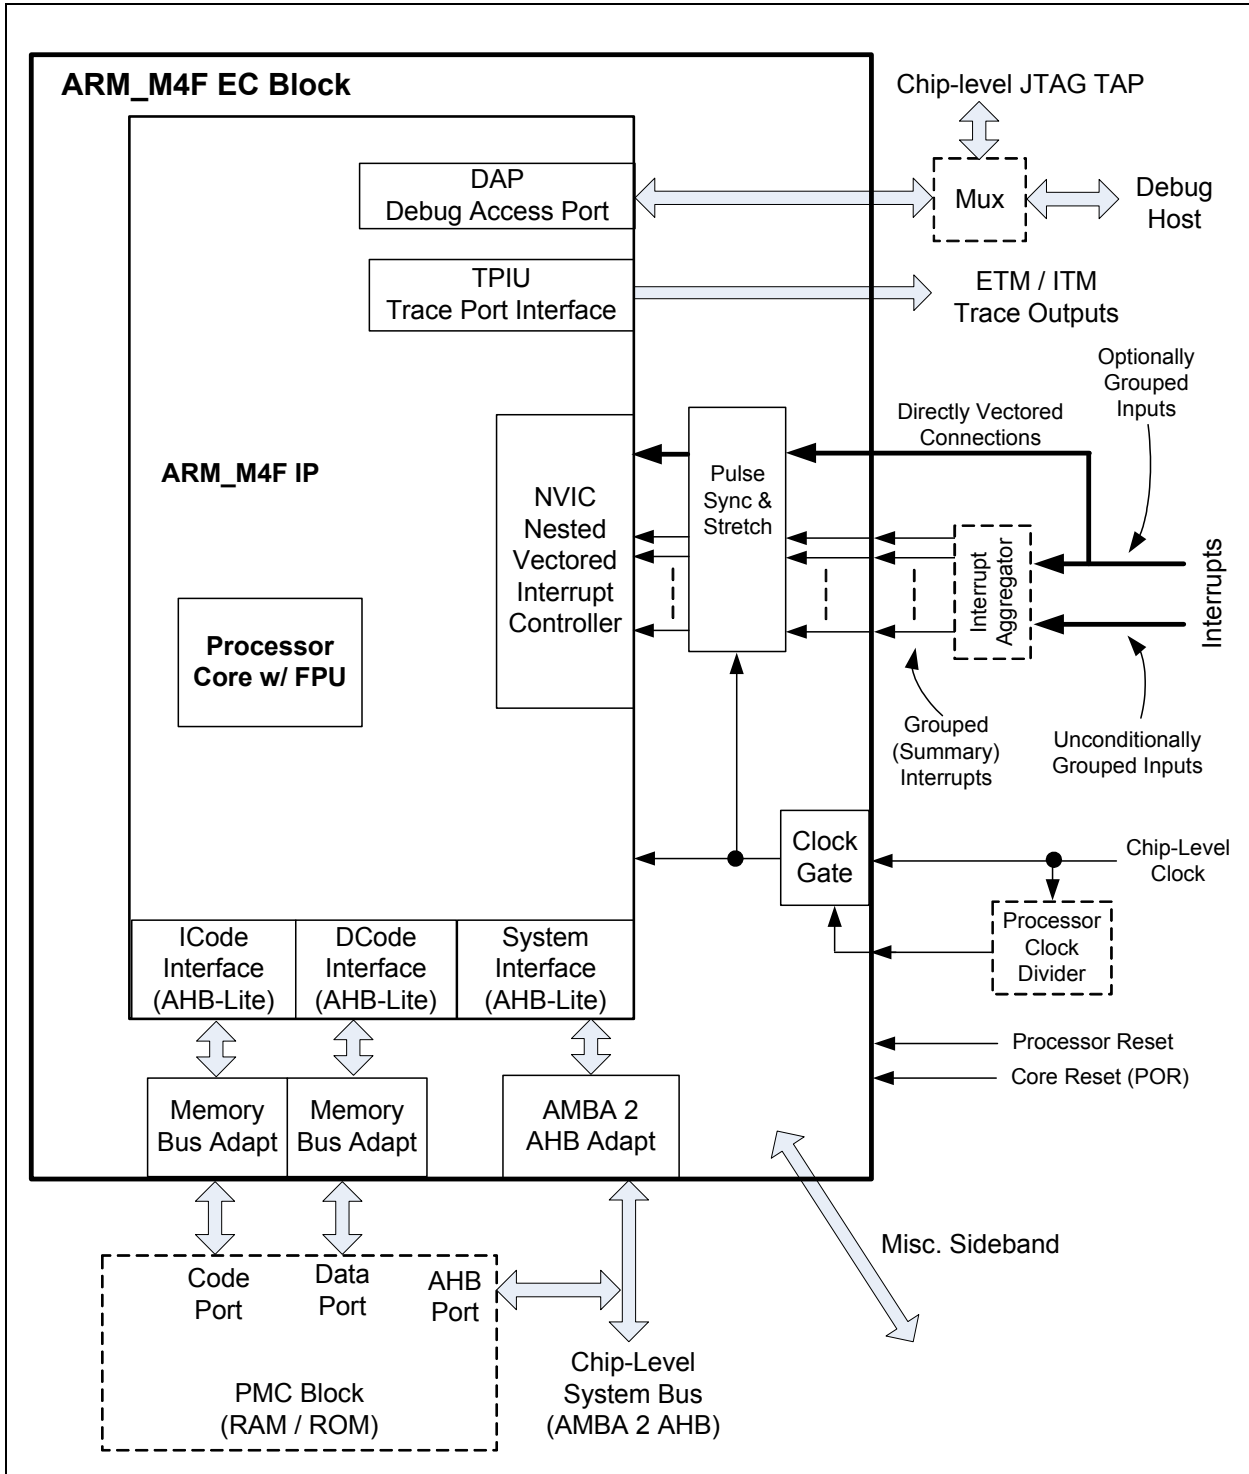 ARM_M4F EC Block
Chip-level JTAG TAP
DAP
Debug Access Port
Mux
Debug
Host
TPIU
Trace Port Interface
ETM / ITM
Trace Outputs
Optionally
Grouped
Inputs
Directly Vectored
Connections
ARM_M4F IP
NVIC
Nested
Vectored
Interrupt
Controller
Pulse
Sync &
Stretch
Interrupt
Aggregator
Interrupts
Processor
Core w/ FPU
Grouped
(Summary)
Interrupts
Unconditionally
Grouped Inputs
Clock
Gate
Chip-Level
Clock
Processor
Clock
Divider
ICode
Interface
(AHB-Lite)
DCode
Interface
(AHB-Lite)
System
Interface
(AHB-Lite)
Processor Reset
Core Reset (POR)
Memory
Bus Adapt
Memory
Bus Adapt
AMBA 2
AHB Adapt
Misc. Sideband
Code
Port
Data
Port
AHB
Port
PMC Block
(RAM / ROM)
Chip-Level
System Bus
(AMBA 2 AHB)